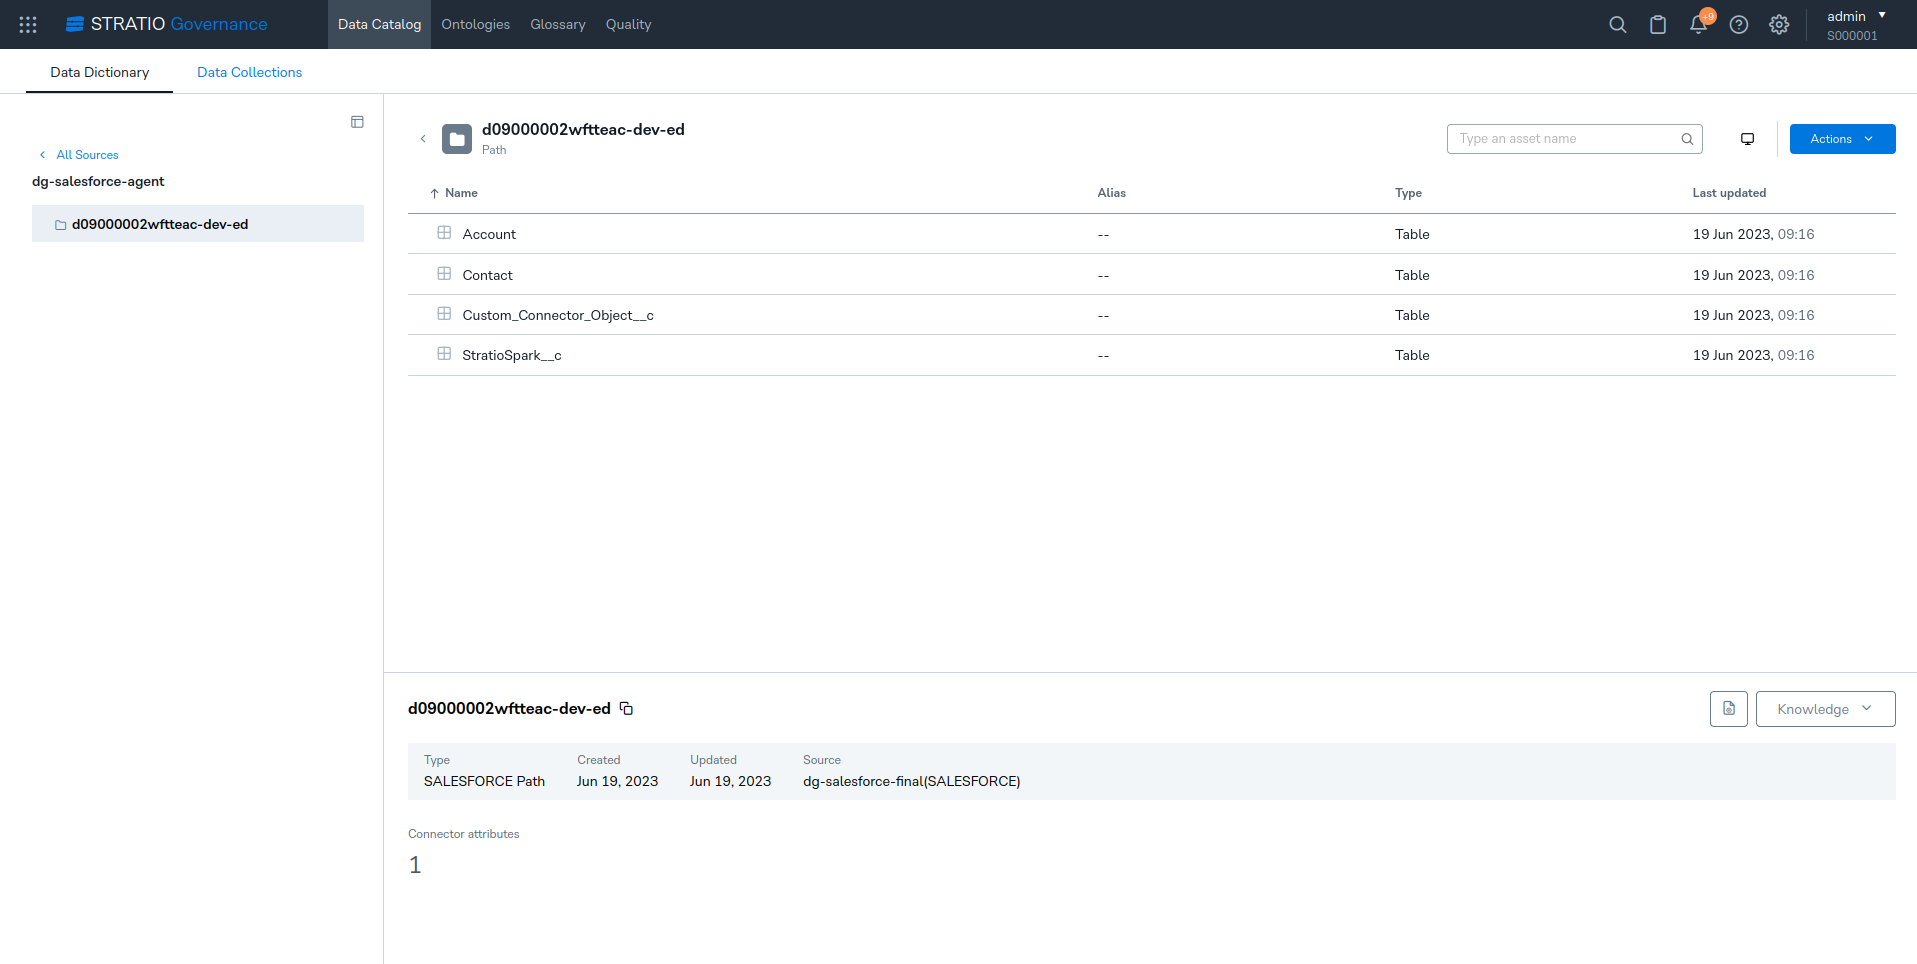 STRATIO Governance
Data Catalog
Ontologies
Glossary
Quality
+9
admin
S000001
Data Dictionary
Data Collections
All Sources
dg-salesforce-agent
d09000002wftteac-dev-ed
d09000002wftteac-dev-ed
Path
Type an asset name
Actions
Name Alias Type Last updated
Account -- Table 19 Jun 2023, 09:16
Contact -- Table 19 Jun 2023, 09:16
Custom_Connector_Object__c -- Table 19 Jun 2023, 09:16
StratioSpark__c -- Table 19 Jun 2023, 09:16
d09000002wftteac-dev-ed
Knowledge
Type Created Updated Source
SALESFORCE Path Jun 19, 2023 Jun 19, 2023 dg-salesforce-final(SALESFORCE)
Connector attributes
1